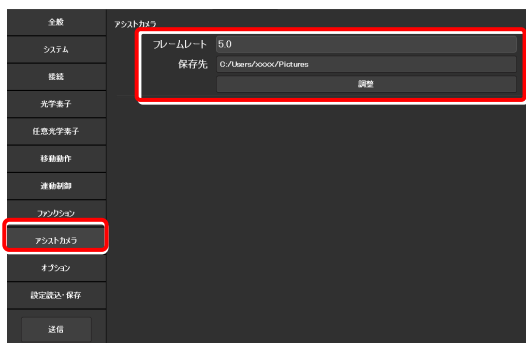 全般
システム
接続
光学素子
任意光学素子
移動動作
連動制御
ファンクション
アシストカメラ
オプション
設定読込・保存
送信
アシストカメラ
フレームレート 5.0
保存先 C:/Users/xxxx/Pictures
調整